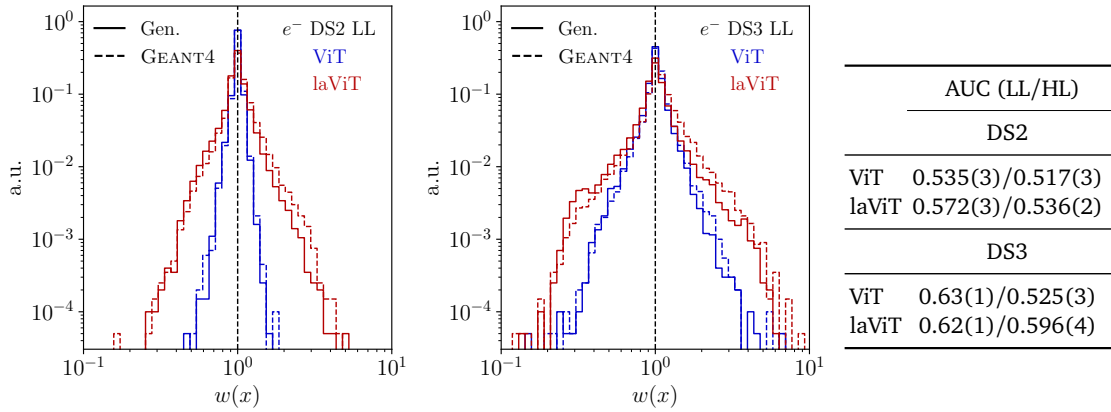 Gen.
GEANT4
e⁻ DS2 LL
ViT
laViT
10⁰
10⁻¹
10⁻²
10⁻³
10⁻⁴
a.u.
10⁻¹
10⁰
10¹
w(x)
Gen.
GEANT4
e⁻ DS3 LL
ViT
laViT
10⁰
10⁻¹
10⁻²
10⁻³
10⁻⁴
a.u.
10⁻¹
10⁰
10¹
w(x)
AUC (LL/HL)
DS2
ViT 0.535(3)/0.517(3)
laViT 0.572(3)/0.536(2)
DS3
ViT 0.63(1)/0.525(3)
laViT 0.62(1)/0.596(4)